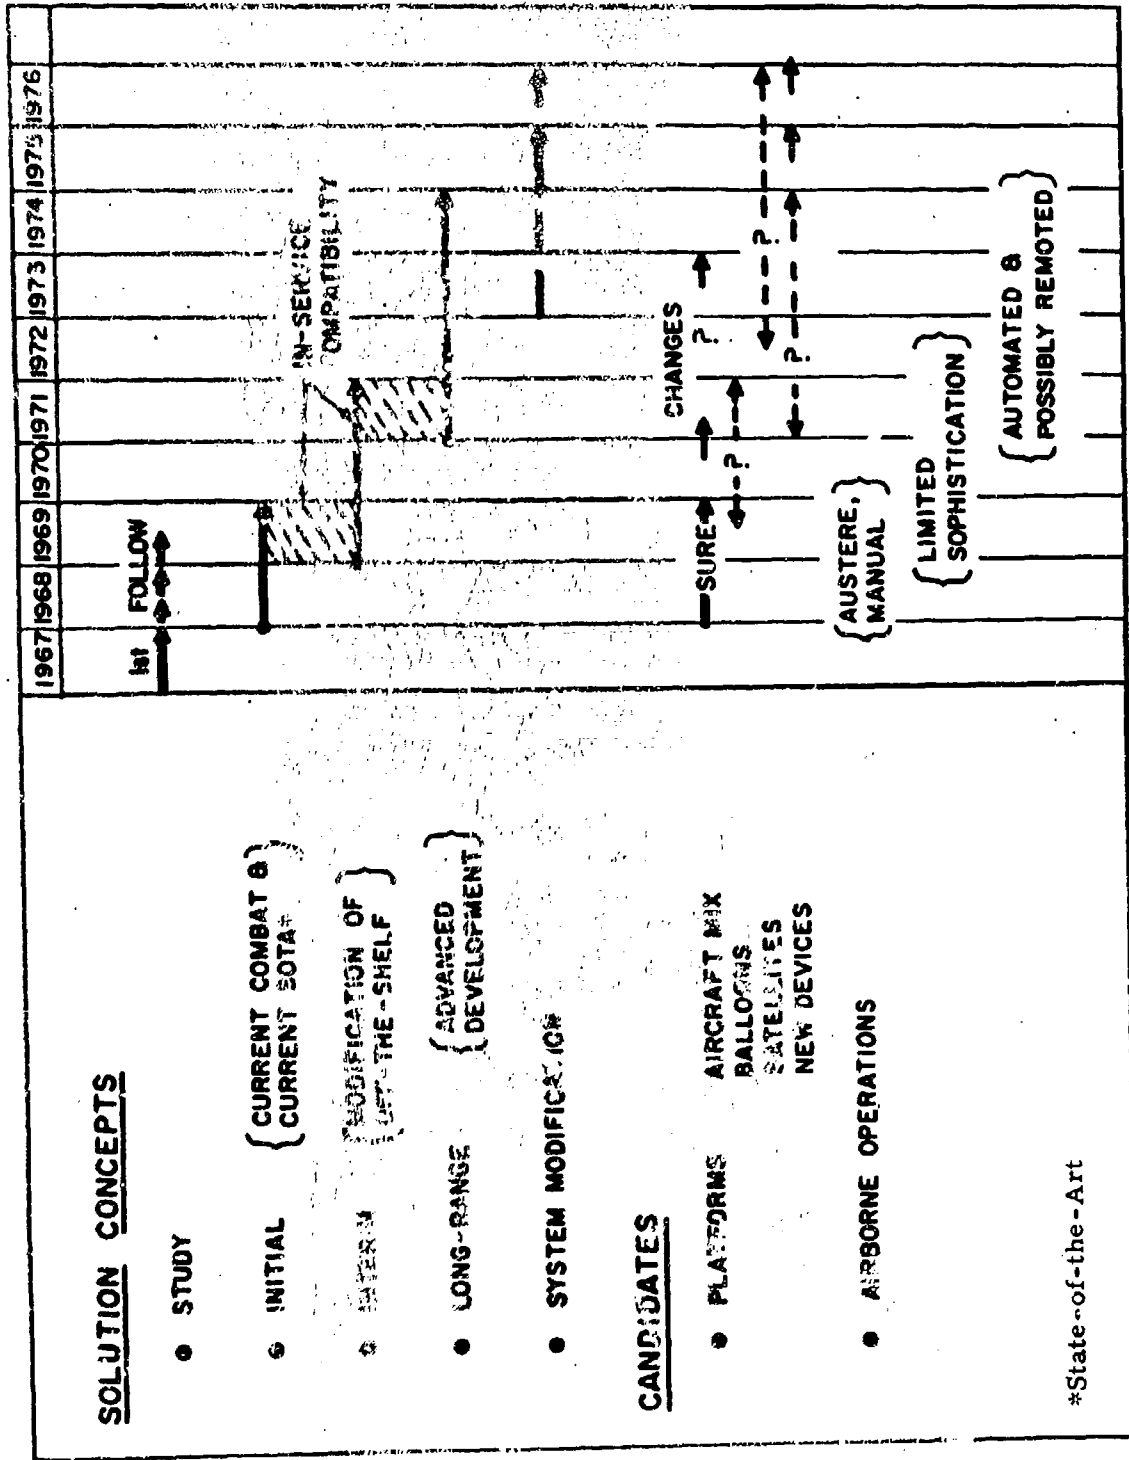 1967 1968 1969 1970 1971 1972 1973 1974 1975 1976
SOLUTION CONCEPTS
• STUDY
1st FOLLOW
• INITIAL
{CURRENT COMBAT &
CURRENT SOTA*}
IN-SERVICE
OMPATIBILITY
• INTERIM
{MODIFICATION OF
OFF-THE-SHELF}
• LONG-RANGE
{ADVANCED
DEVELOPMENT}
• SYSTEM MODIFICATION
CANDIDATES
CHANGES
• PLATFORMS
AIRCRAFT MIX
SURE ?
BALLOONS
?
SATELLITES
?
NEW DEVICES
?
• AIRBORNE OPERATIONS
{AUSTERE,
MANUAL}
{LIMITED
SOPHISTICATION}
{AUTOMATED &
POSSIBLY REMOTED}
*State-of-the-Art